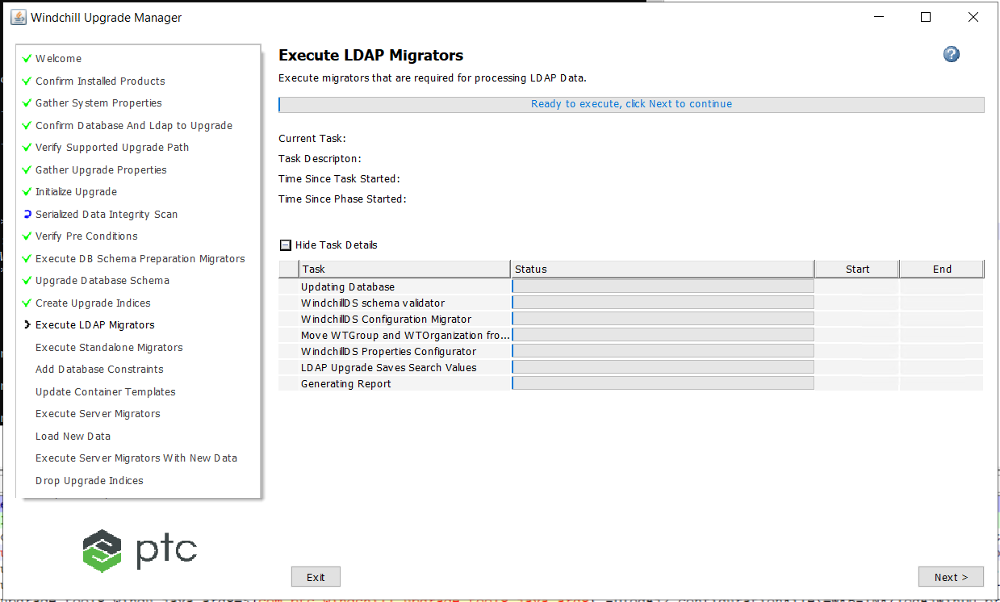 Windchill Upgrade Manager
Welcome
Confirm Installed Products
Gather System Properties
Confirm Database And Ldap to Upgrade
Verify Supported Upgrade Path
Gather Upgrade Properties
Initialize Upgrade
Serialized Data Integrity Scan
Verify Pre Conditions
Execute DB Schema Preparation Migrators
Upgrade Database Schema
Create Upgrade Indices
Execute LDAP Migrators
Execute Standalone Migrators
Add Database Constraints
Update Container Templates
Execute Server Migrators
Load New Data
Execute Server Migrators With New Data
Drop Upgrade Indices
ptc
Execute LDAP Migrators
Execute migrators that are required for processing LDAP Data.
Ready to execute, click Next to continue
Current Task:
Task Descripton:
Time Since Task Started:
Time Since Phase Started:
Hide Task Details
Task Status Start End
Updating Database
WindchillDS schema validator
WindchillDS Configuration Migrator
Move WTGroup and WTOrganization fro...
WindchillDS Properties Configurator
LDAP Upgrade Saves Search Values
Generating Report
Exit Next >